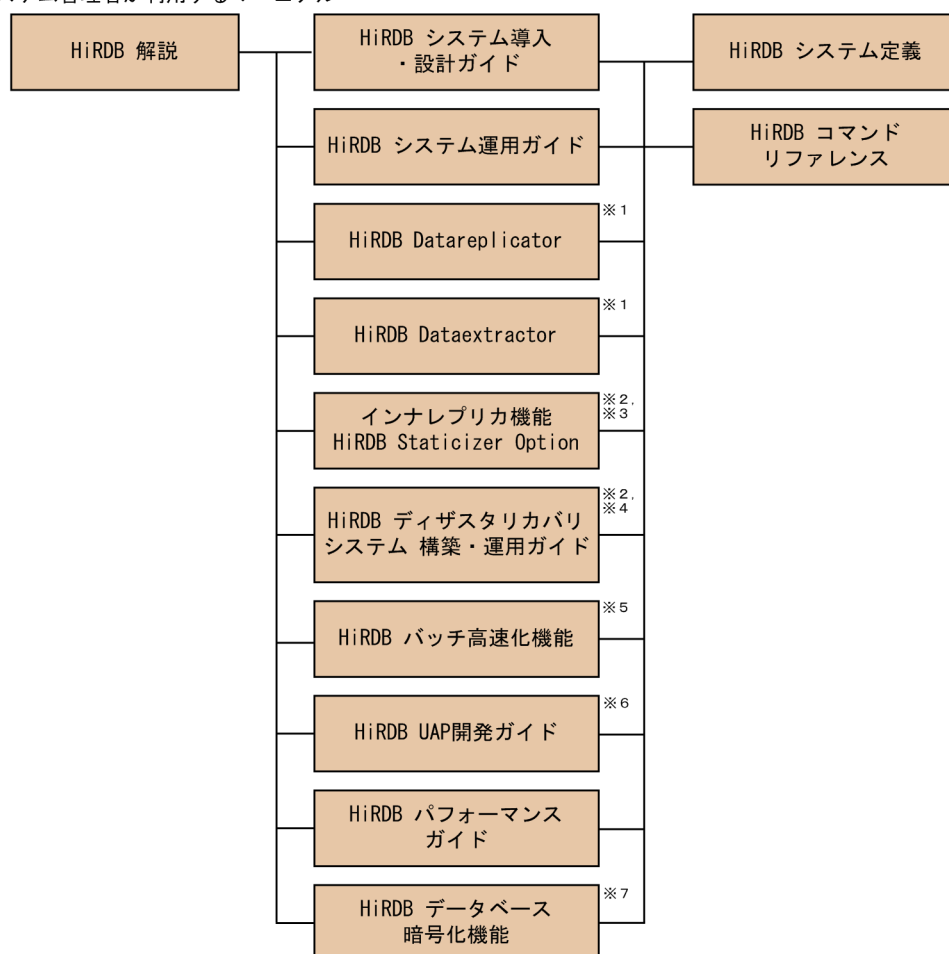 HiRDB 解説
HiRDB システム導入
・設計ガイド
HiRDB システム定義
HiRDB システム運用ガイド
HiRDB コマンド
リファレンス
HiRDB Datareplicator
※1
HiRDB Dataextractor
※1
インナレプリカ機能
HiRDB Staticizer Option
※2,
※3
HiRDB ディザスタリカバリ
システム 構築・運用ガイド
※2,
※4
HiRDB バッチ高速化機能
※5
HiRDB UAP開発ガイド
※6
HiRDB パフォーマンス
ガイド
HiRDB データベース
暗号化機能
※7